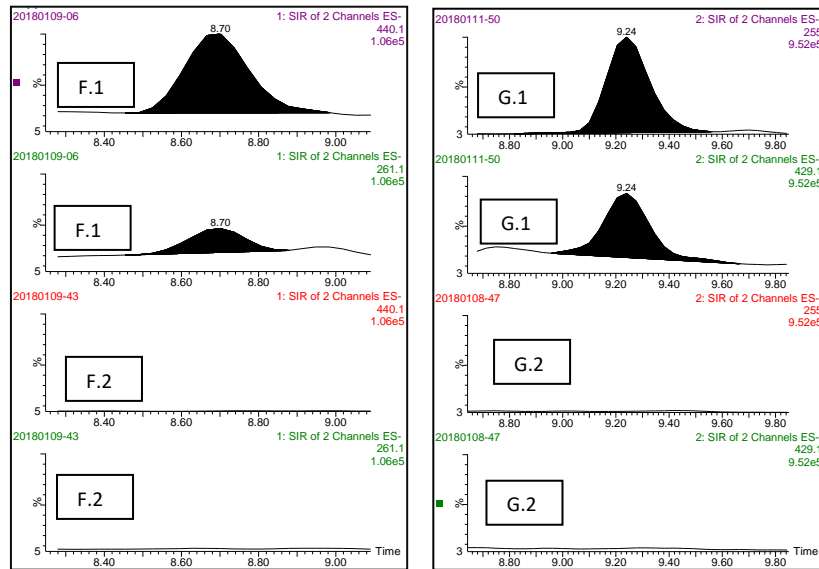 20180109-06 1: SIR of 2 Channels ES-
440.1
1.06e5
8.70
%
F.1
5
8.40 8.60 8.80 9.00
20180109-06 1: SIR of 2 Channels ES-
261.1
1.06e5
8.70
%
F.1
5
8.40 8.60 8.80 9.00
20180109-43 1: SIR of 2 Channels ES-
440.1
1.06e5
%
F.2
5
8.40 8.60 8.80 9.00
20180109-43 1: SIR of 2 Channels ES-
261.1
1.06e5
%
F.2
5
Time
8.40 8.60 8.80 9.00
20180111-50 2: SIR of 2 Channels ES-
255
9.52e5
9.24
%
G.1
3
8.80 9.00 9.20 9.40 9.60 9.80
20180111-50 2: SIR of 2 Channels ES-
429.1
9.52e5
9.24
%
G.1
3
8.80 9.00 9.20 9.40 9.60 9.80
20180108-47 2: SIR of 2 Channels ES-
255
9.52e5
%
G.2
3
8.80 9.00 9.20 9.40 9.60 9.80
20180108-47 2: SIR of 2 Channels ES-
429.1
9.52e5
%
G.2
3
Time
8.80 9.00 9.20 9.40 9.60 9.80